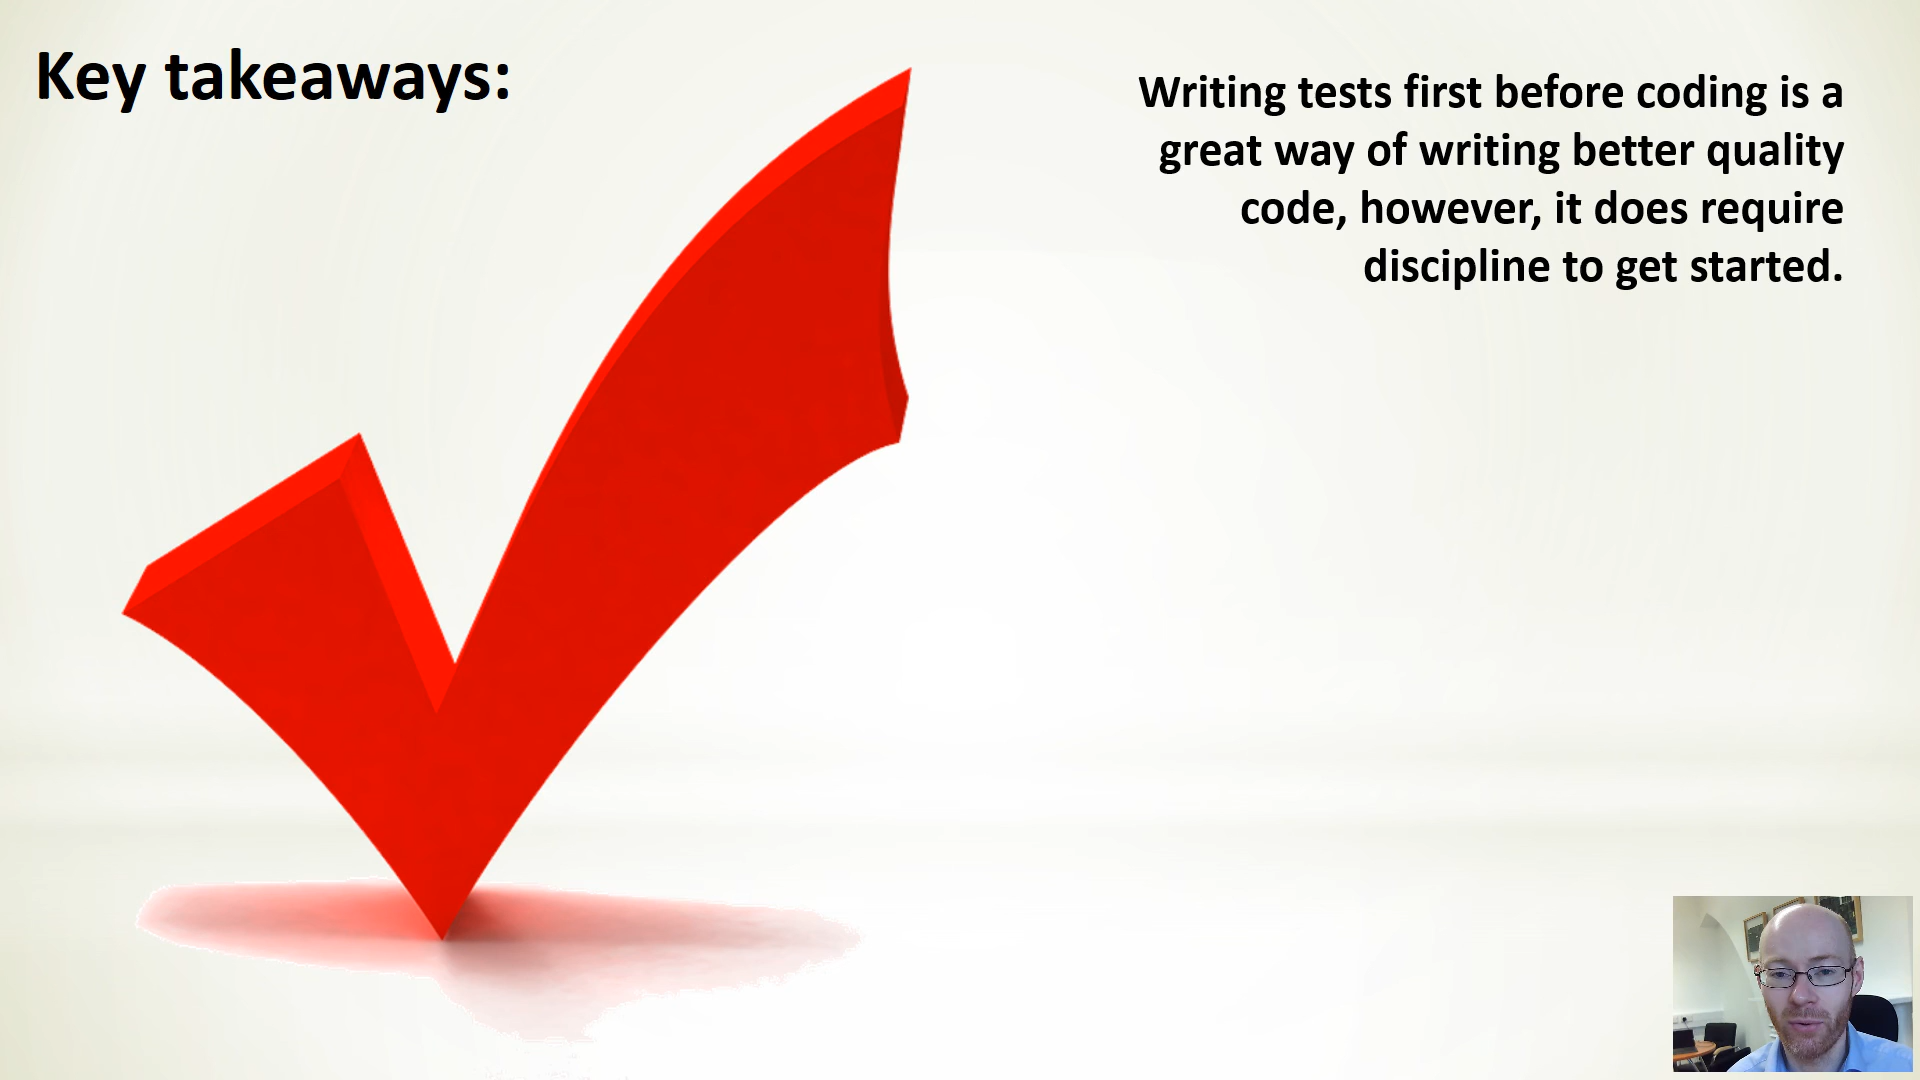 Key takeaways:
Writing tests first before coding is a
great way of writing better quality
code, however, it does require
discipline to get started.